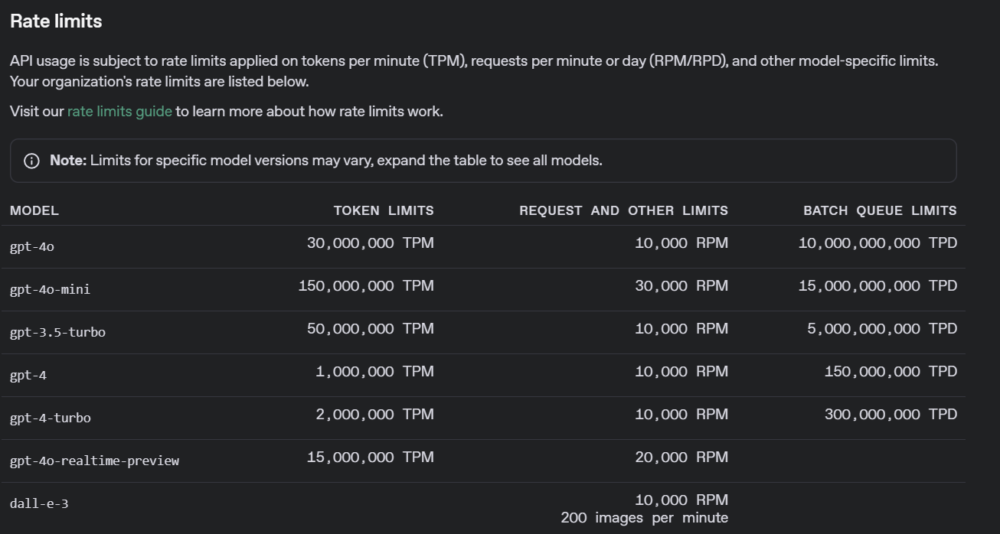 Rate limits
API usage is subject to rate limits applied on tokens per minute (TPM), requests per minute or day (RPM/RPD), and other model-specific limits.
Your organization's rate limits are listed below.
Visit our rate limits guide to learn more about how rate limits work.
Note: Limits for specific model versions may vary, expand the table to see all models.
MODEL TOKEN LIMITS REQUEST AND OTHER LIMITS BATCH QUEUE LIMITS
gpt-4o 30,000,000 TPM 10,000 RPM 10,000,000,000 TPD
gpt-4o-mini 150,000,000 TPM 30,000 RPM 15,000,000,000 TPD
gpt-3.5-turbo 50,000,000 TPM 10,000 RPM 5,000,000,000 TPD
gpt-4 1,000,000 TPM 10,000 RPM 150,000,000 TPD
gpt-4-turbo 2,000,000 TPM 10,000 RPM 300,000,000 TPD
gpt-4o-realtime-preview 15,000,000 TPM 20,000 RPM
dall-e-3 10,000 RPM
200 images per minute